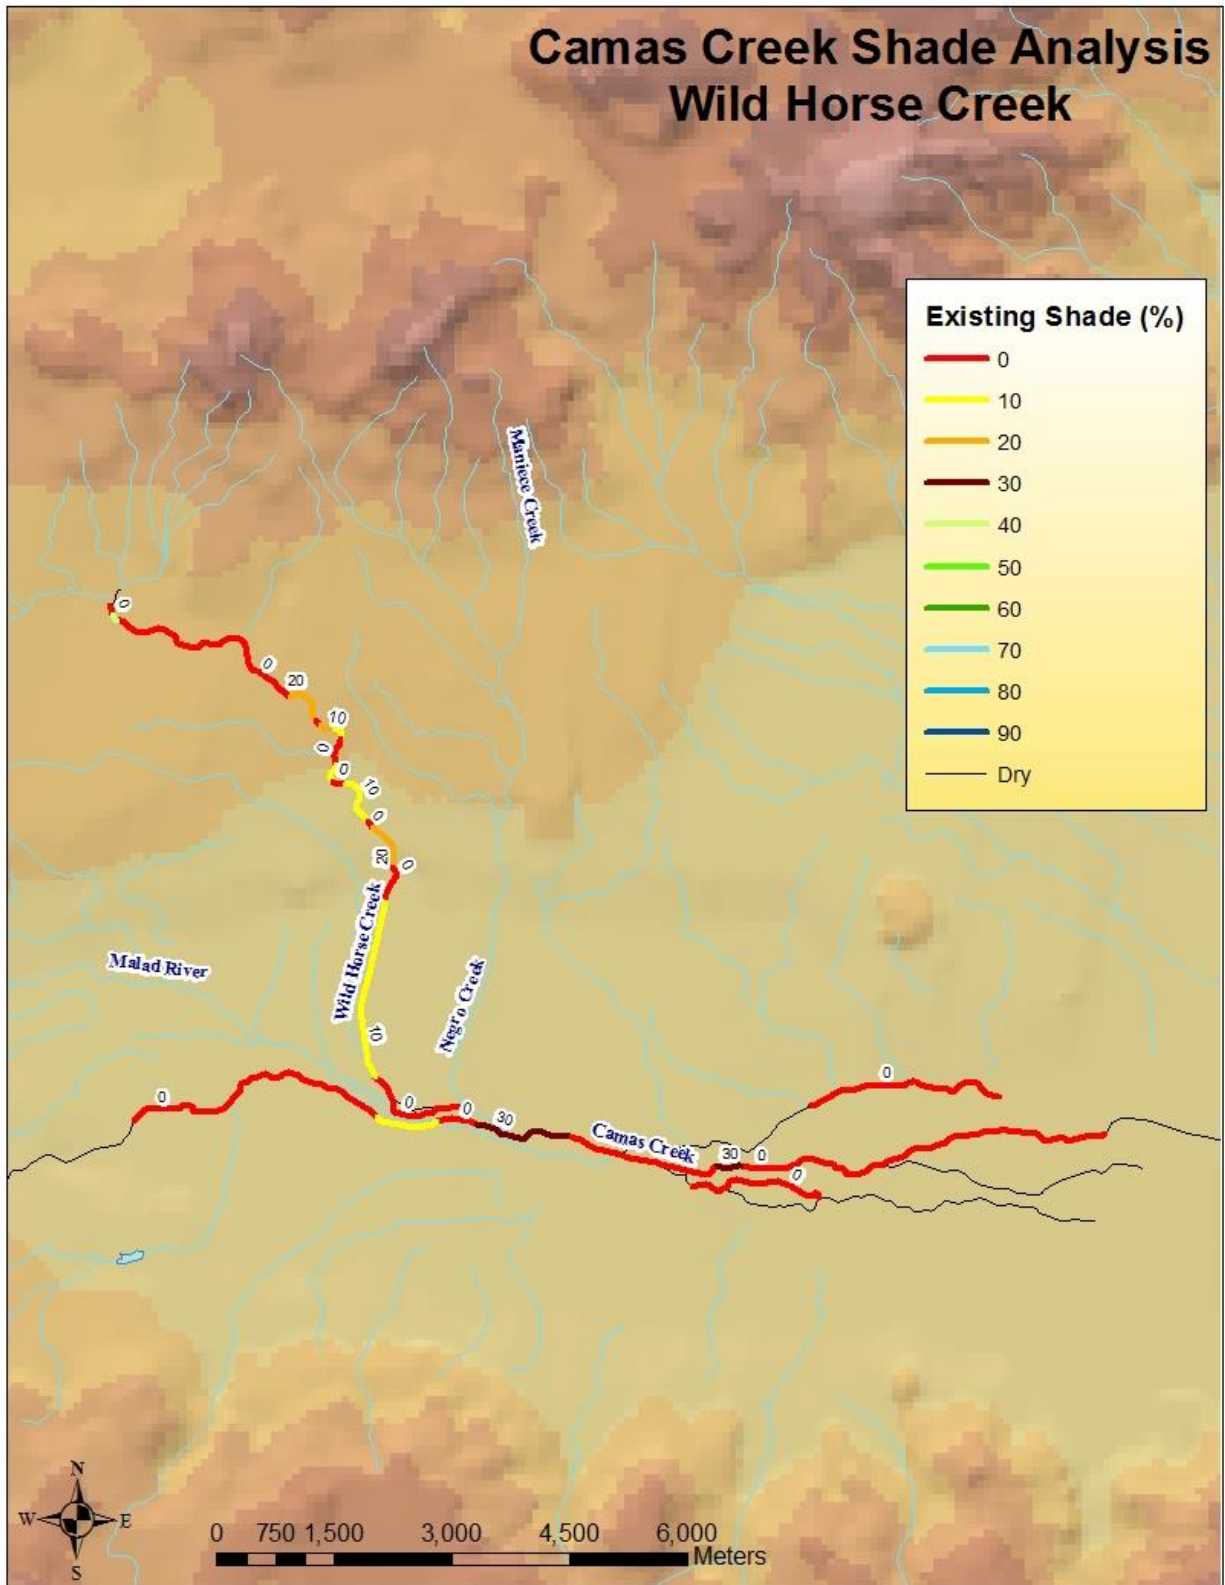 Camas Creek Shade Analysis
Wild Horse Creek
Existing Shade (%)
0
10
20
30
40
50
60
70
80
90
Dry
Maniece Creek
0
0
20
10
0
0
10
0
20
0
Wild Horse Creek
Malad River
Negro Creek
10
0
0
0
0
30
Camas Creek
30
0
0
N
W
E
S
0 750 1,500 3,000 4,500 6,000
Meters